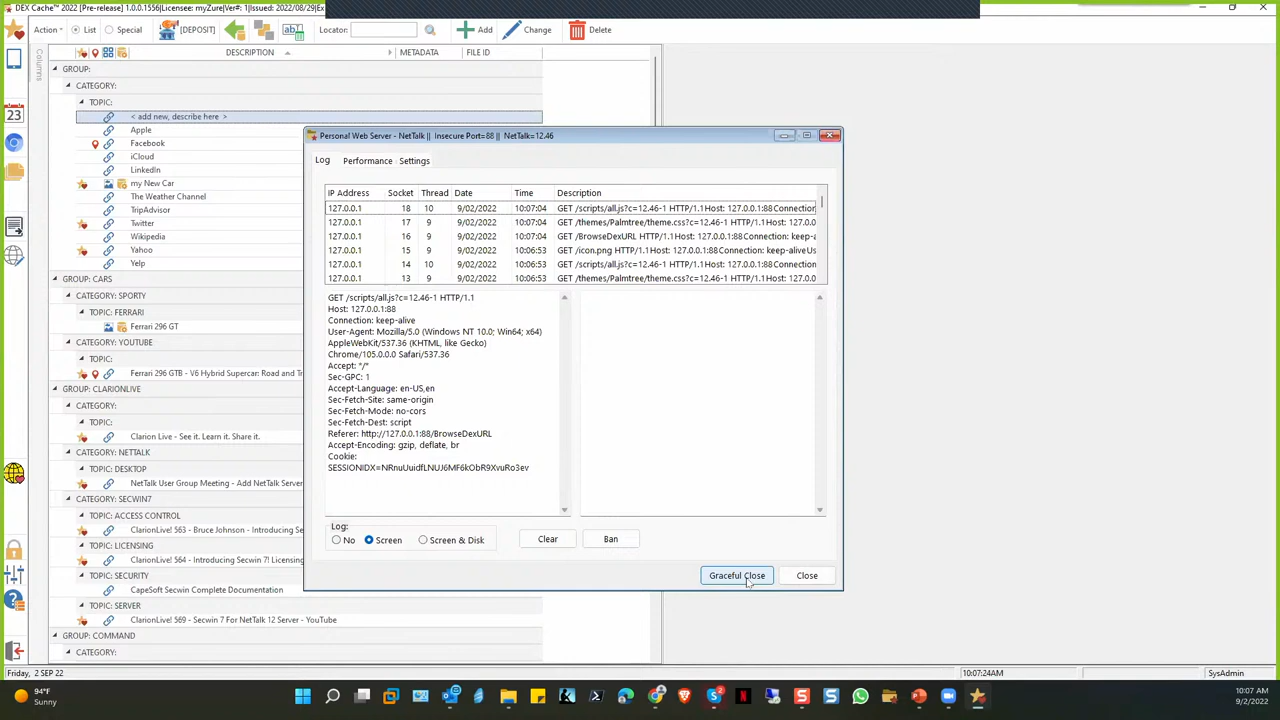 DEX Cache™ 2022 [Pre-release] 1.0.0.1556|Licensee: myZure|Ver#: 1|Issued: 2022/08/29|Ex
Action List Special [DEPOSIT] Locator: Add Change Delete
Columns
DESCRIPTION METADATA FILE ID
GROUP:
CATEGORY:
TOPIC:
< add new, describe here >
Apple
Facebook
iCloud
LinkedIn
my New Car
The Weather Channel
TripAdvisor
Twitter
Wikipedia
Yahoo
Yelp
GROUP: CARS
CATEGORY: SPORTY
TOPIC: FERRARI
Ferrari 296 GT
CATEGORY: YOUTUBE
TOPIC:
Ferrari 296 GTB - V6 Hybrid Supercar: Road and Tr
GROUP: CLARIONLIVE
CATEGORY:
TOPIC:
Clarion Live - See it. Learn it. Share it.
CATEGORY: NETTALK
TOPIC: DESKTOP
NetTalk User Group Meeting - Add NetTalk Server
CATEGORY: SECWIN7
TOPIC: ACCESS CONTROL
ClarionLive! 563 - Bruce Johnson - Introducing Se
TOPIC: LICENSING
ClarionLive! 564 - Introducing Secwin 7! Licensing
TOPIC: SECURITY
CapeSoft Secwin Complete Documentation
TOPIC: SERVER
ClarionLive! 569 - Secwin 7 For NetTalk 12 Server - YouTube
GROUP: COMMAND
CATEGORY:
23
Personal Web Server - NetTalk || Insecure Port=88 || NetTalk=12.46
Log Performance Settings
IP Address Socket Thread Date Time Description
127.0.0.1 18 10 9/02/2022 10:07:04 GET /scripts/all.js?c=12.46-1 HTTP/1.1Host: 127.0.0.1:88Connection
127.0.0.1 17 9 9/02/2022 10:07:04 GET /themes/Palmtree/theme.css?c=12.46-1 HTTP/1.1Host: 127.0.0
127.0.0.1 16 9 9/02/2022 10:07:04 GET /BrowseDexURL HTTP/1.1Host: 127.0.0.1:88Connection: keep-a
127.0.0.1 15 9 9/02/2022 10:06:53 GET /icon.png HTTP/1.1Host: 127.0.0.1:88Connection: keep-aliveUs
127.0.0.1 14 10 9/02/2022 10:06:53 GET /scripts/all.js?c=12.46-1 HTTP/1.1Host: 127.0.0.1:88Connection
127.0.0.1 13 9 9/02/2022 10:06:53 GET /themes/Palmtree/theme.css?c=12.46-1 HTTP/1.1Host: 127.0.0
GET /scripts/all.js?c=12.46-1 HTTP/1.1
Host: 127.0.0.1:88
Connection: keep-alive
User-Agent: Mozilla/5.0 (Windows NT 10.0; Win64; x64)
AppleWebKit/537.36 (KHTML, like Gecko)
Chrome/105.0.0.0 Safari/537.36
Accept: */*
Sec-GPC: 1
Accept-Language: en-US,en
Sec-Fetch-Site: same-origin
Sec-Fetch-Mode: no-cors
Sec-Fetch-Dest: script
Referer: http://127.0.0.1:88/BrowseDexURL
Accept-Encoding: gzip, deflate, br
Cookie:
SESSIONIDX=NRnuUuidfLNUJ6MF6kObR9XvuRo3ev
Log:
No Screen Screen & Disk Clear Ban
Graceful Close Close
Friday, 2 SEP 22 10:07:24AM SysAdmin
94°F
Sunny
10:07 AM
9/2/2022